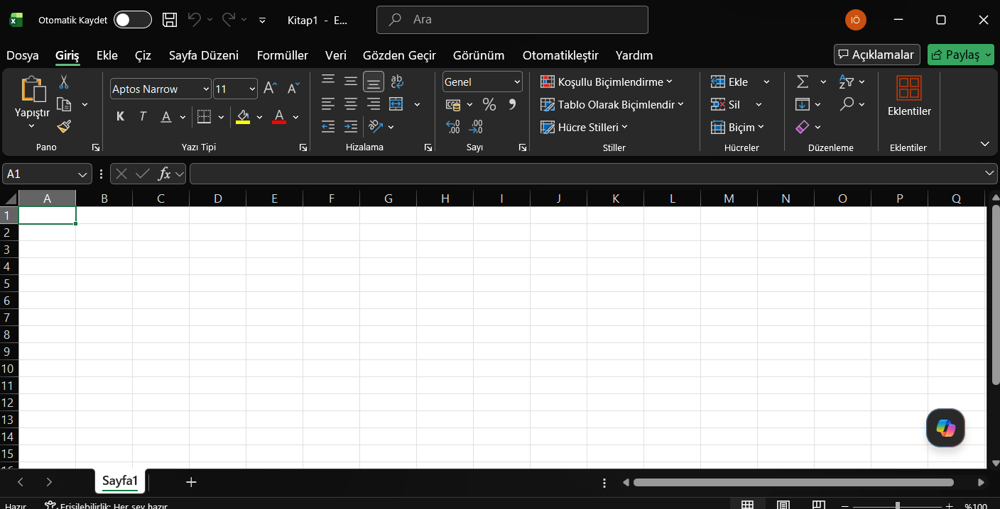 Otomatik Kaydet
Kitap1 - E...
Ara
IÖ
Dosya Giriş Ekle Çiz Sayfa Düzeni Formüller Veri Gözden Geçir Görünüm Otomatikleştir Yardım
Açıklamalar
Paylaş
Yapıştır
Pano
Aptos Narrow
11
K T A
Yazı Tipi
Hizalama
Genel
Sayı
Koşullu Biçimlendirme
Tablo Olarak Biçimlendir
Hücre Stilleri
Stiller
Ekle
Sil
Biçim
Hücreler
Düzenleme
Eklentiler
Eklentiler
A1
fx
A B C D E F G H I J K L M N O P Q
1
2
3
4
5
6
7
8
9
10
11
12
13
14
15
16
Sayfa1
Hazır
Erişilebilirlik: Her şey hazır
%100